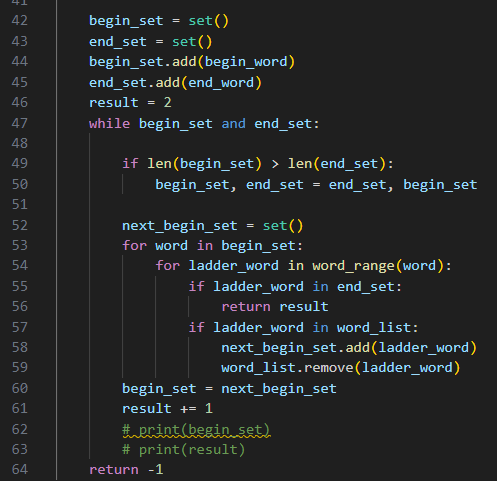 41
42 begin_set = set()
43 end_set = set()
44 begin_set.add(begin_word)
45 end_set.add(end_word)
46 result = 2
47 while begin_set and end_set:
48
49 if len(begin_set) > len(end_set):
50 begin_set, end_set = end_set, begin_set
51
52 next_begin_set = set()
53 for word in begin_set:
54 for ladder_word in word_range(word):
55 if ladder_word in end_set:
56 return result
57 if ladder_word in word_list:
58 next_begin_set.add(ladder_word)
59 word_list.remove(ladder_word)
60 begin_set = next_begin_set
61 result += 1
62 # print(begin_set)
63 # print(result)
64 return -1